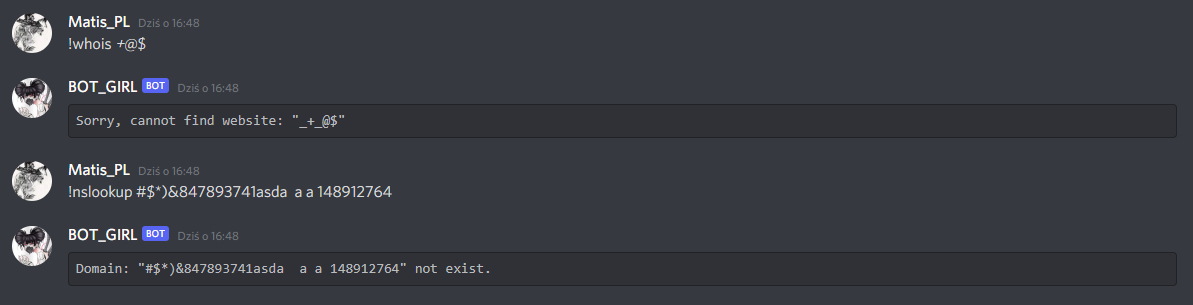 Matis_PL Dziś o 16:48
!whois +@$
BOT_GIRL BOT Dziś o 16:48
Sorry, cannot find website: "_+_@$"
Matis_PL Dziś o 16:48
!nslookup #$*)&847893741asda  a a 148912764
BOT_GIRL BOT Dziś o 16:48
Domain: "#$*)&847893741asda  a a 148912764" not exist.